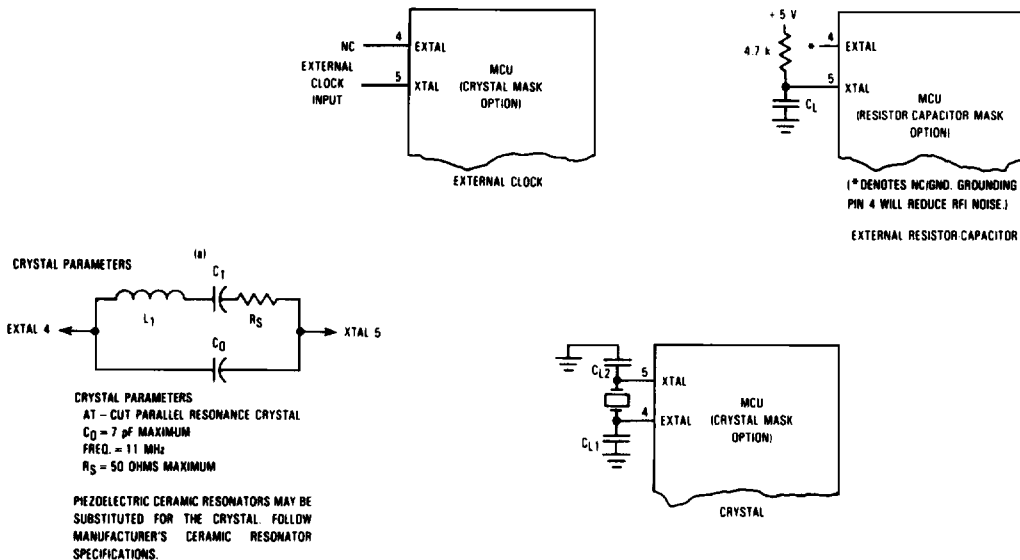 NC
4
EXTAL
EXTERNAL
CLOCK
INPUT
5
XTAL
MCU
(CRYSTAL MASK
OPTION)
EXTERNAL CLOCK
+ 5 V
4.7 k
*
4
EXTAL
5
XTAL
CL
MCU
(RESISTOR CAPACITOR MASK
OPTION)
(* DENOTES NC/GND. GROUNDING
PIN 4 WILL REDUCE RFI NOISE.)
EXTERNAL RESISTOR-CAPACITOR
(a)
CRYSTAL PARAMETERS
C1
L1
RS
EXTAL 4
XTAL 5
C0
CRYSTAL PARAMETERS
AT – CUT PARALLEL RESONANCE CRYSTAL
C0 = 7 pF MAXIMUM
FREQ. = 11 MHz
RS = 50 OHMS MAXIMUM
PIEZOELECTRIC CERAMIC RESONATORS MAY BE
SUBSTITUTED FOR THE CRYSTAL. FOLLOW
MANUFACTURER'S CERAMIC RESONATOR
SPECIFICATIONS.
CL2
5
XTAL
4
EXTAL
CL1
MCU
(CRYSTAL MASK
OPTION)
CRYSTAL